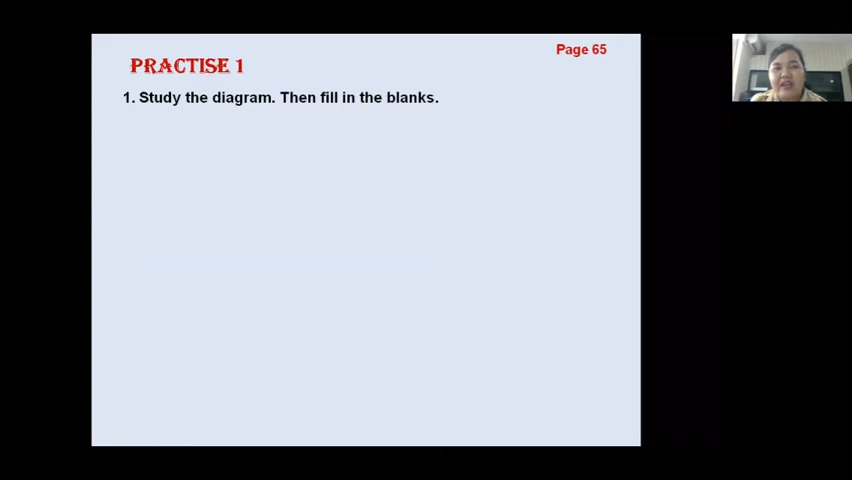 Page 65
PRACTISE 1
1. Study the diagram. Then fill in the blanks.